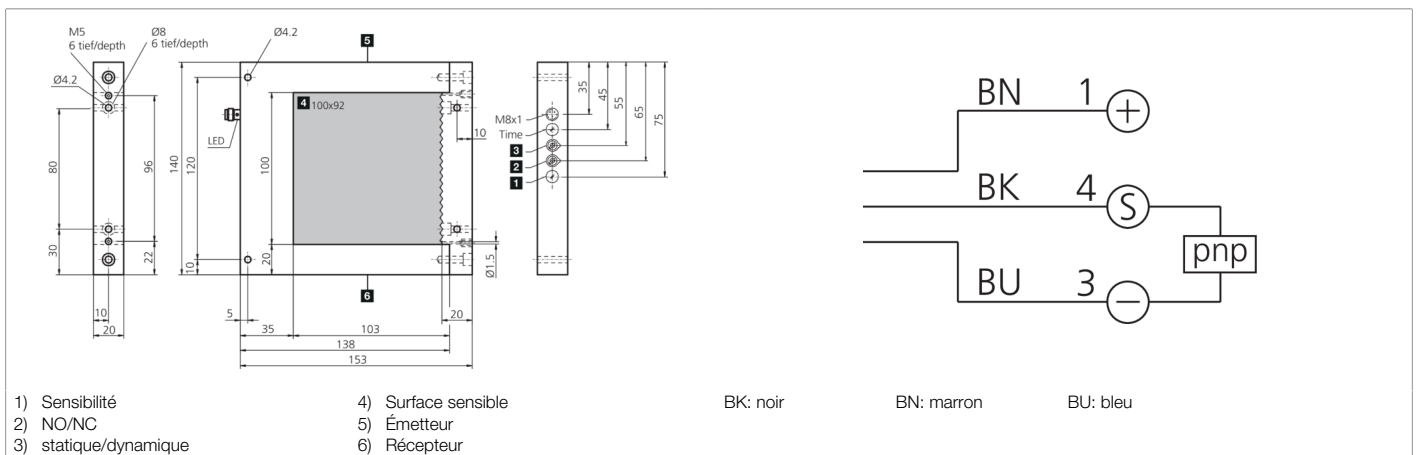 M5
6 tief/depth
Ø8
6 tief/depth
Ø4.2
80
30
96
22
10
20
Ø4.2
5
4 100x92
LED
140
120
100
10
20
10
Ø1.5
6
5
35
103
20
138
153
35
45
55
65
75
M8x1
Time
3
2
1
BN 1 +
BK 4 S
pnp
BU 3 −
1) Sensibilité
2) NO/NC
3) statique/dynamique
4) Surface sensible
5) Émetteur
6) Récepteur
BK: noir
BN: marron
BU: bleu